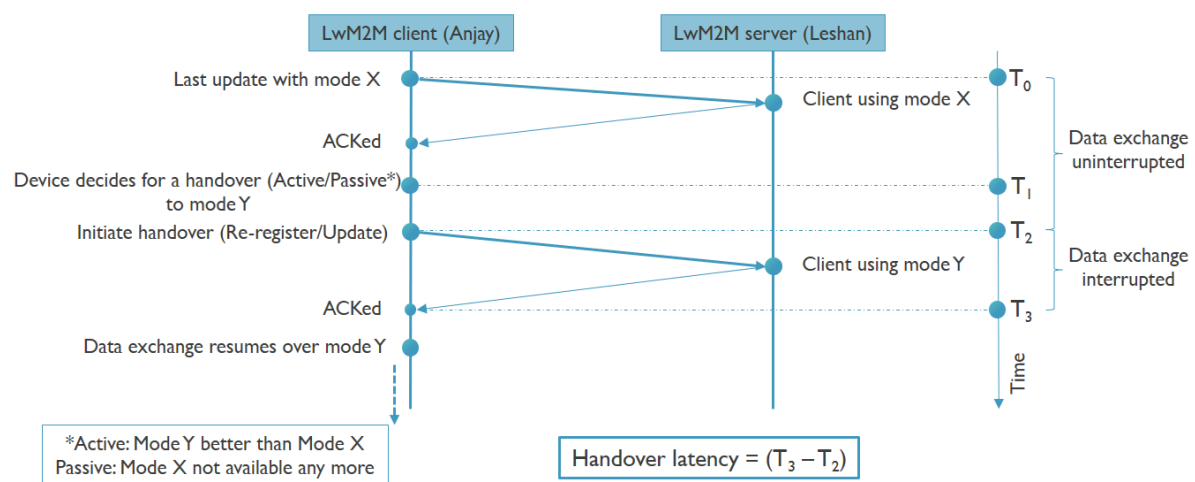 LwM2M client (Anjay)
LwM2M server (Leshan)
Last update with mode X
T0
Client using mode X
ACKed
Data exchange
uninterrupted
Device decides for a handover (Active/Passive*)
to mode Y
T1
Initiate handover (Re-register/Update)
T2
Client using mode Y
Data exchange
interrupted
ACKed
T3
Data exchange resumes over mode Y
Time
*Active: Mode Y better than Mode X
Passive: Mode X not available any more
Handover latency = (T3 – T2)